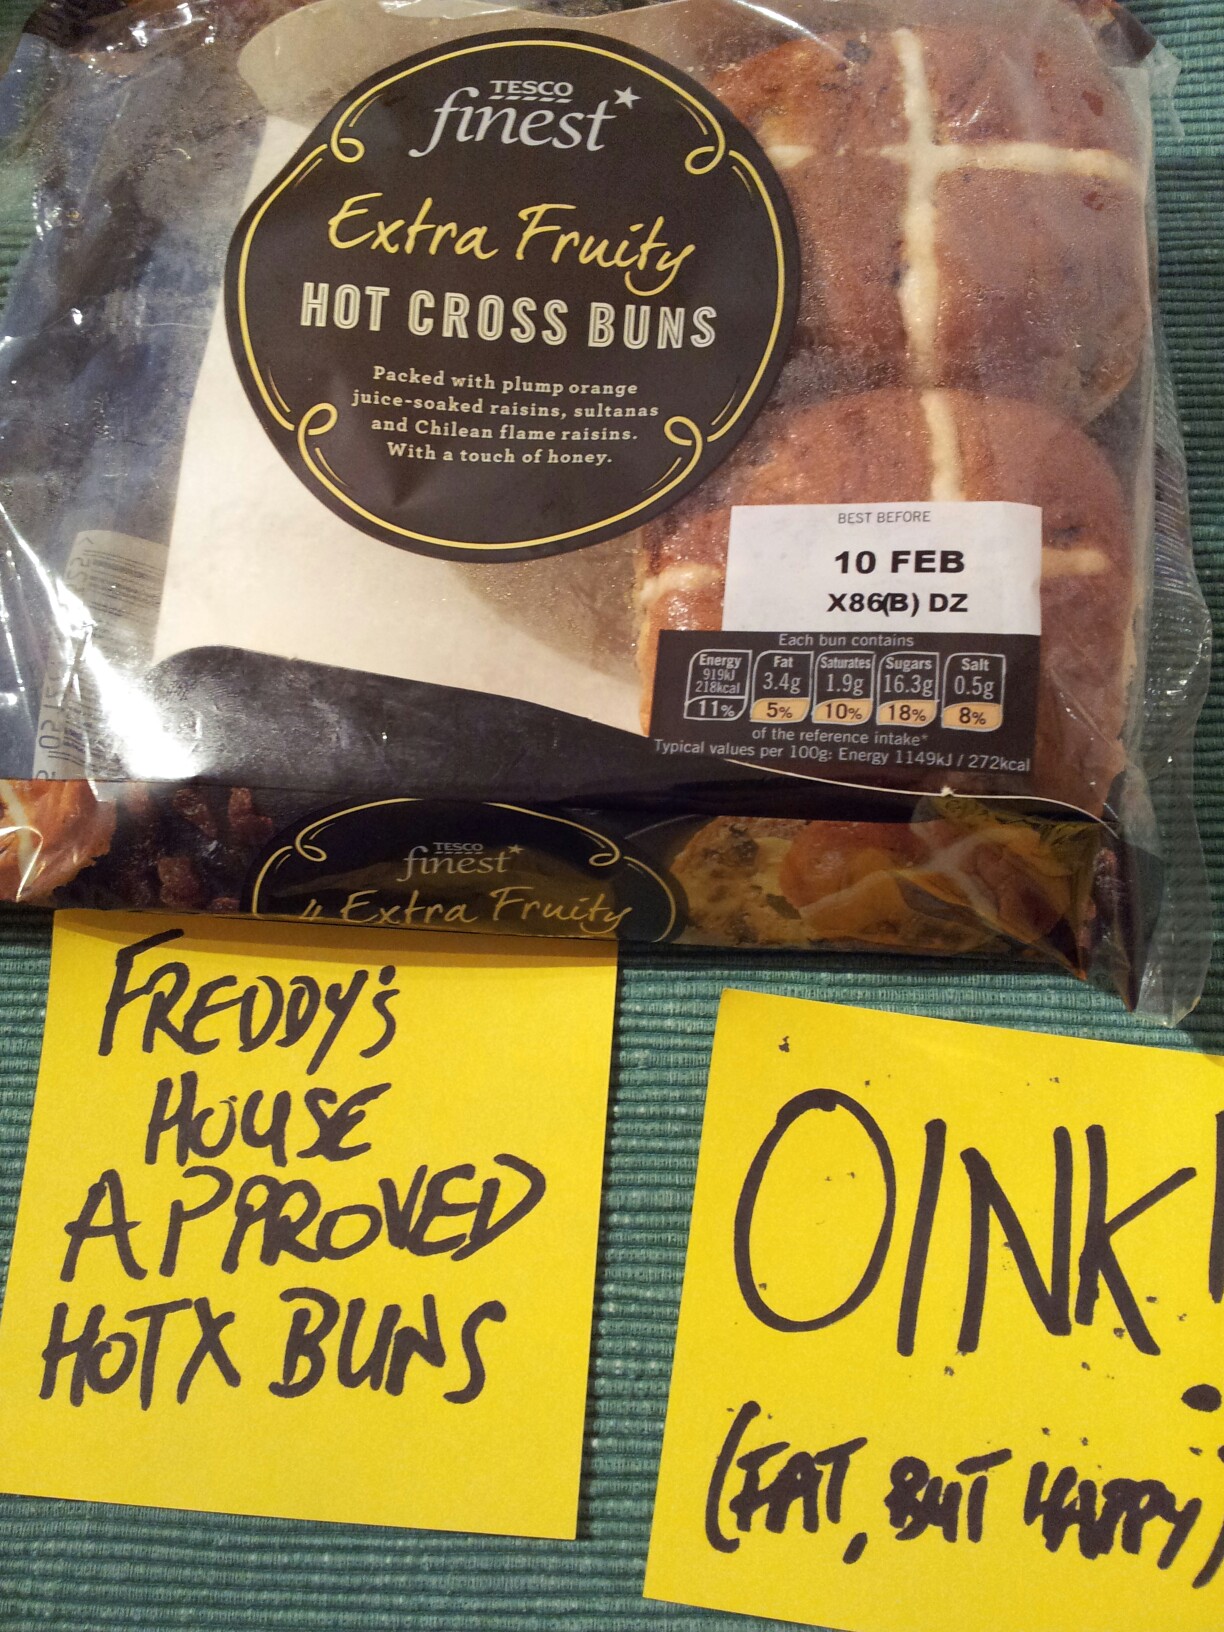 TESCO
finest
Extra Fruity
HOT CROSS BUNS
Packed with plump orange
juice-soaked raisins, sultanas
and Chilean flame raisins.
With a touch of honey.
BEST BEFORE
10 FEB
X86(B) DZ
Each bun contains
Energy Fat Saturates Sugars Salt
919kJ
218kcal 3.4g 1.9g 16.3g 0.5g
11% 5% 10% 18% 8%
of the reference intake*
Typical values per 100g: Energy 1149kJ / 272kcal
TESCO
finest
4 Extra Fruity
FREDDY's
HOUSE
APPROVED
HOTX BUNS
OINK!
(FAT, BUT HAPPY)